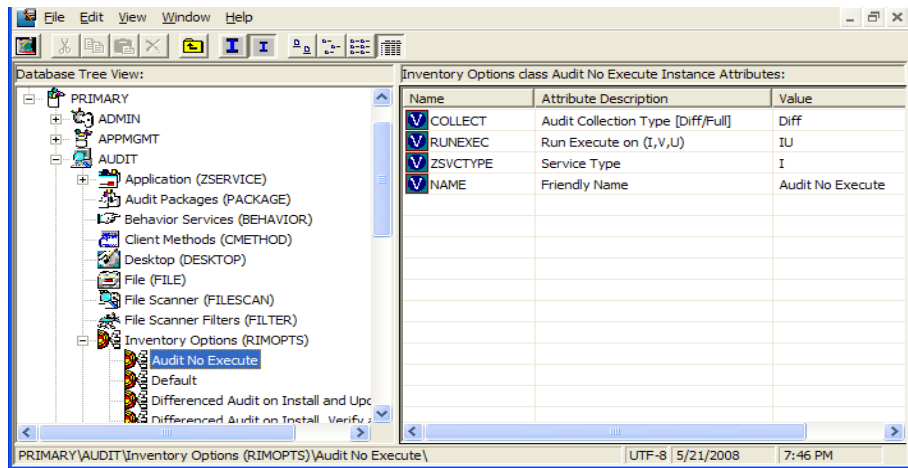 File Edit View Window Help
Database Tree View:
Inventory Options class Audit No Execute Instance Attributes:
PRIMARY
ADMIN
APPMGMT
AUDIT
Application (ZSERVICE)
Audit Packages (PACKAGE)
Behavior Services (BEHAVIOR)
Client Methods (CMETHOD)
Desktop (DESKTOP)
File (FILE)
File Scanner (FILESCAN)
File Scanner Filters (FILTER)
Inventory Options (RIMOPTS)
Audit No Execute
Default
Differenced Audit on Install and Upd
Differenced Audit on Install, Verify
Name Attribute Description Value
V COLLECT Audit Collection Type [Diff/Full] Diff
V RUNEXEC Run Execute on (I,V,U) IU
V ZSVCTYPE Service Type I
V NAME Friendly Name Audit No Execute
PRIMARY\AUDIT\Inventory Options (RIMOPTS)\Audit No Execute\ UTF-8 5/21/2008 7:46 PM